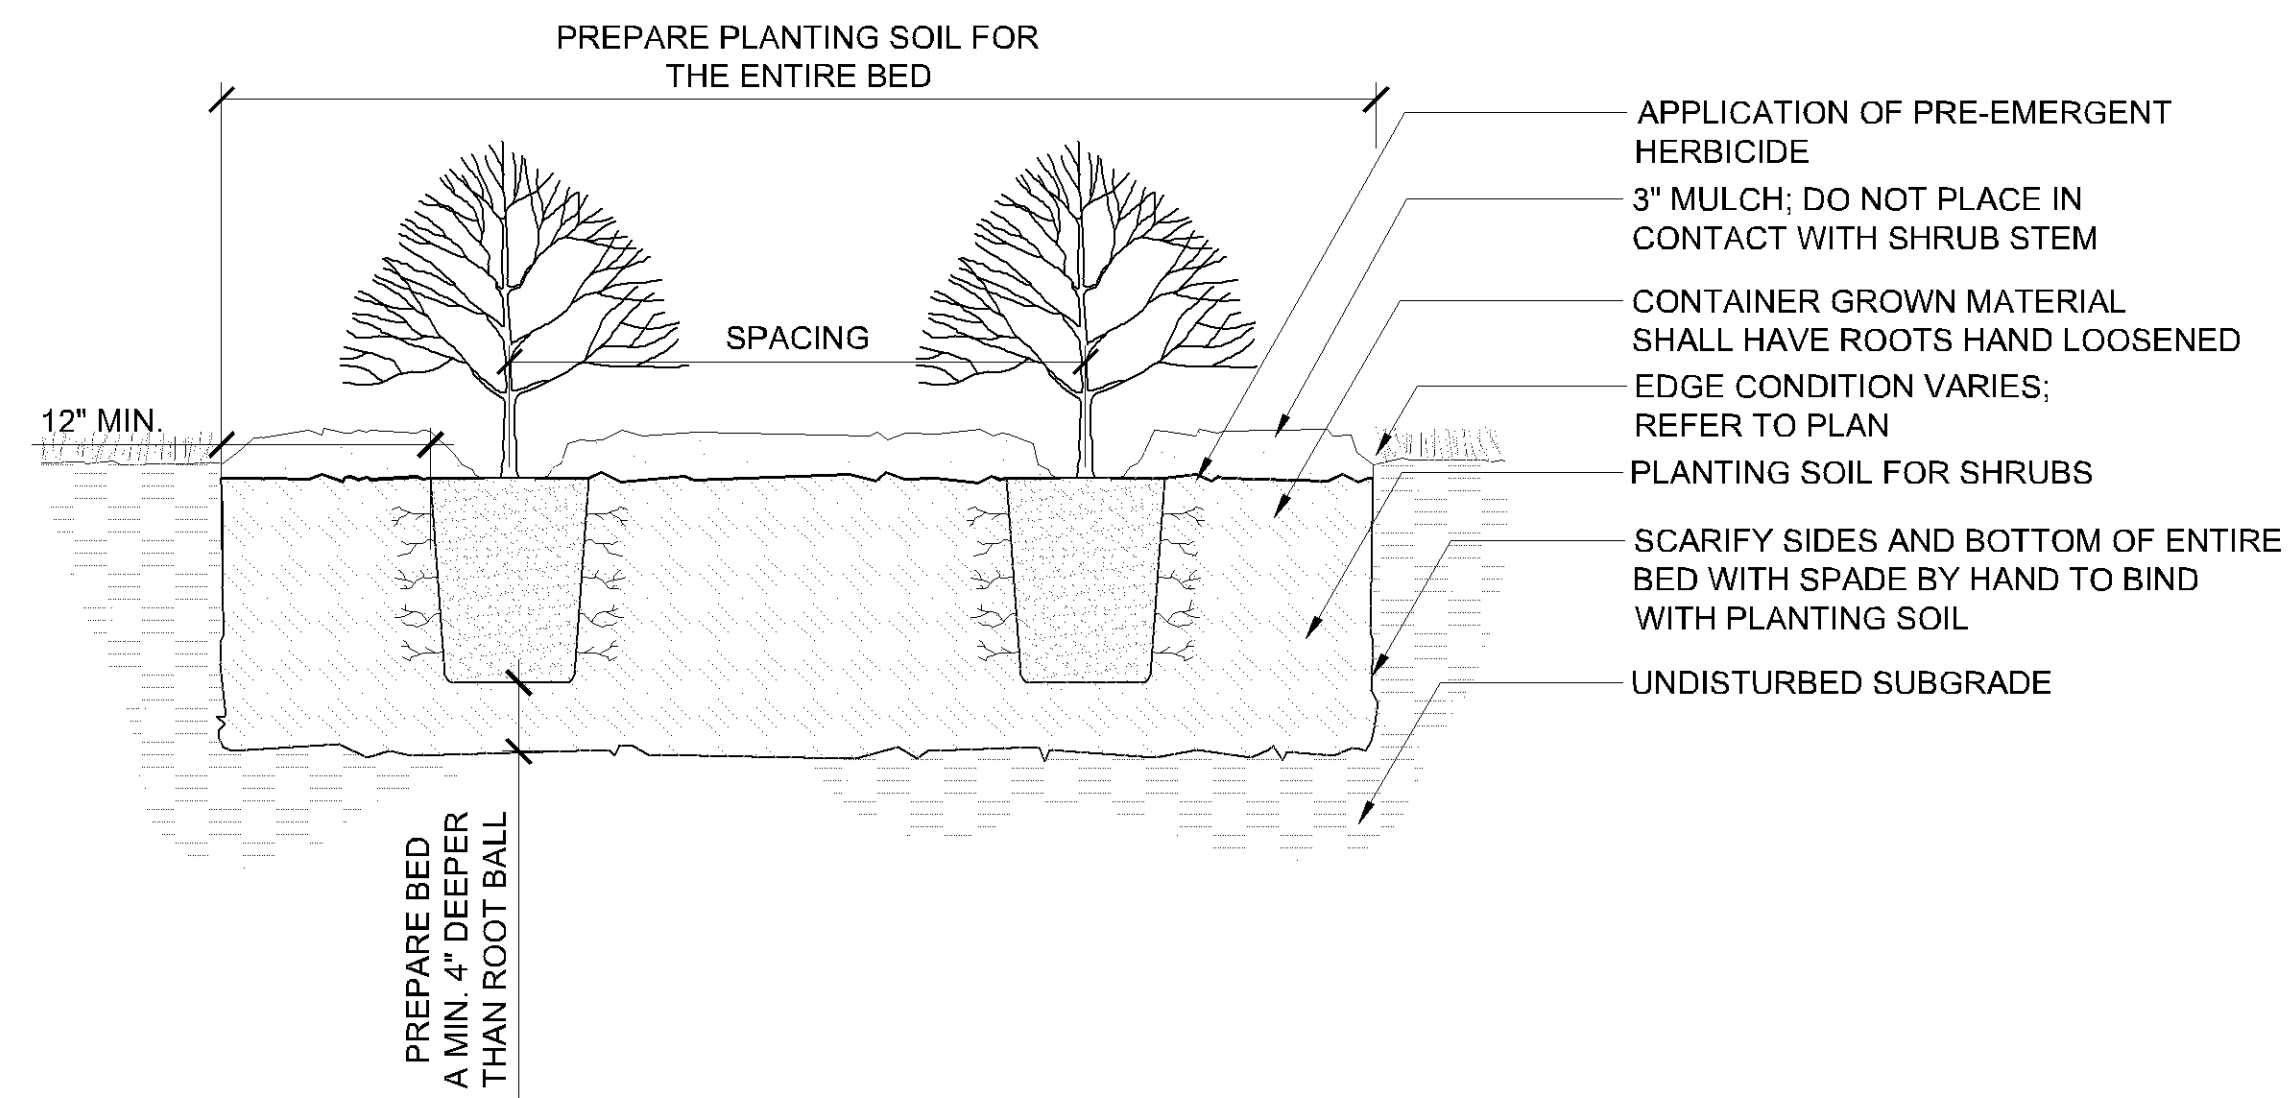 PREPARE PLANTING SOIL FOR
THE ENTIRE BED
APPLICATION OF PRE-EMERGENT
HERBICIDE
3" MULCH; DO NOT PLACE IN
CONTACT WITH SHRUB STEM
CONTAINER GROWN MATERIAL
SHALL HAVE ROOTS HAND LOOSENED
SPACING
EDGE CONDITION VARIES;
REFER TO PLAN
12" MIN.
PLANTING SOIL FOR SHRUBS
SCARIFY SIDES AND BOTTOM OF ENTIRE
BED WITH SPADE BY HAND TO BIND
WITH PLANTING SOIL
UNDISTURBED SUBGRADE
PREPARE BED
A MIN. 4" DEEPER
THAN ROOT BALL